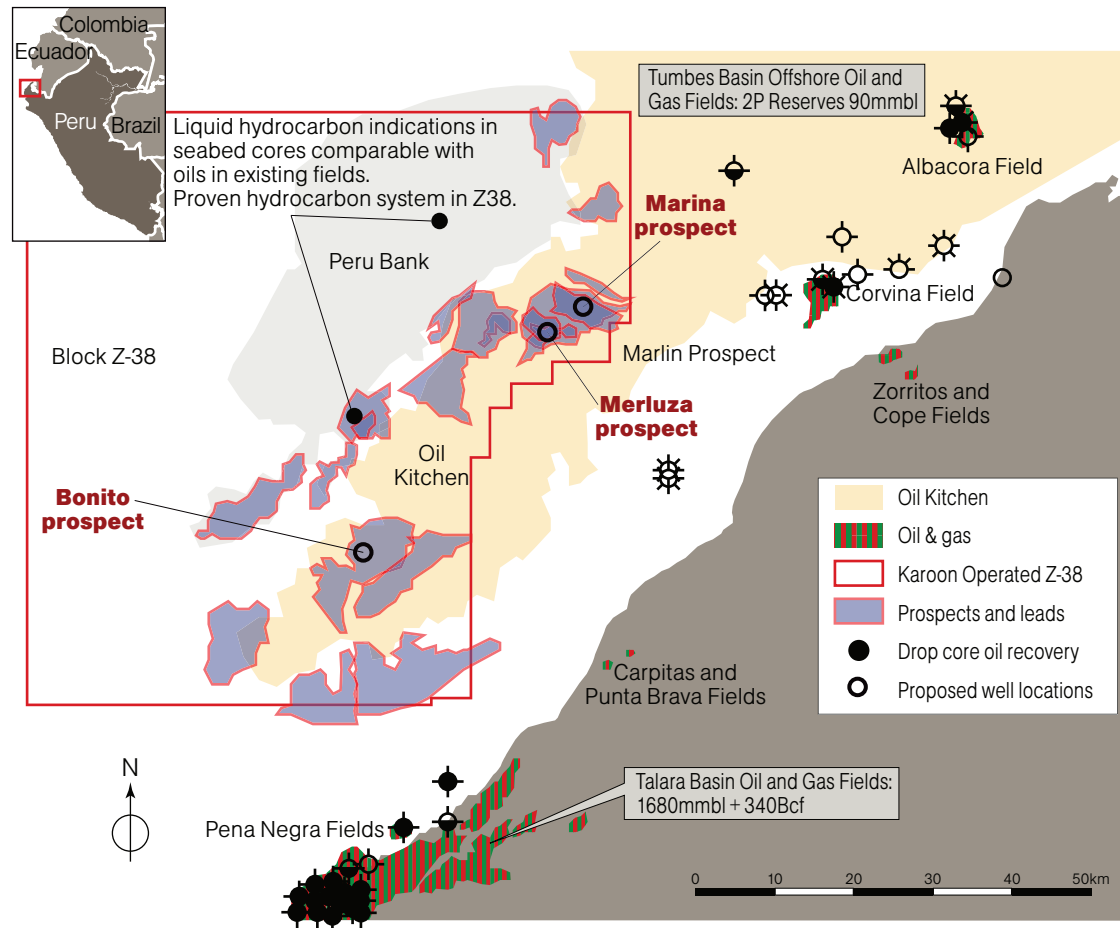 Colombia
Ecuador
Peru
Brazil
Tumbes Basin Offshore Oil and
Gas Fields: 2P Reserves 90mmbl
Albacora Field
Liquid hydrocarbon indications in
seabed cores comparable with
oils in existing fields.
Proven hydrocarbon system in Z38.
Marina
prospect
Peru Bank
Corvina Field
Block Z-38
Marlin Prospect
Zorritos and
Cope Fields
Merluza
prospect
Oil
Kitchen
Bonito
prospect
Oil Kitchen
Oil & gas
Karoon Operated Z-38
Prospects and leads
Drop core oil recovery
Proposed well locations
Carpitas and
Punta Brava Fields
N
Talara Basin Oil and Gas Fields:
1680mmbl + 340Bcf
Pena Negra Fields
0 10 20 30 40 50km